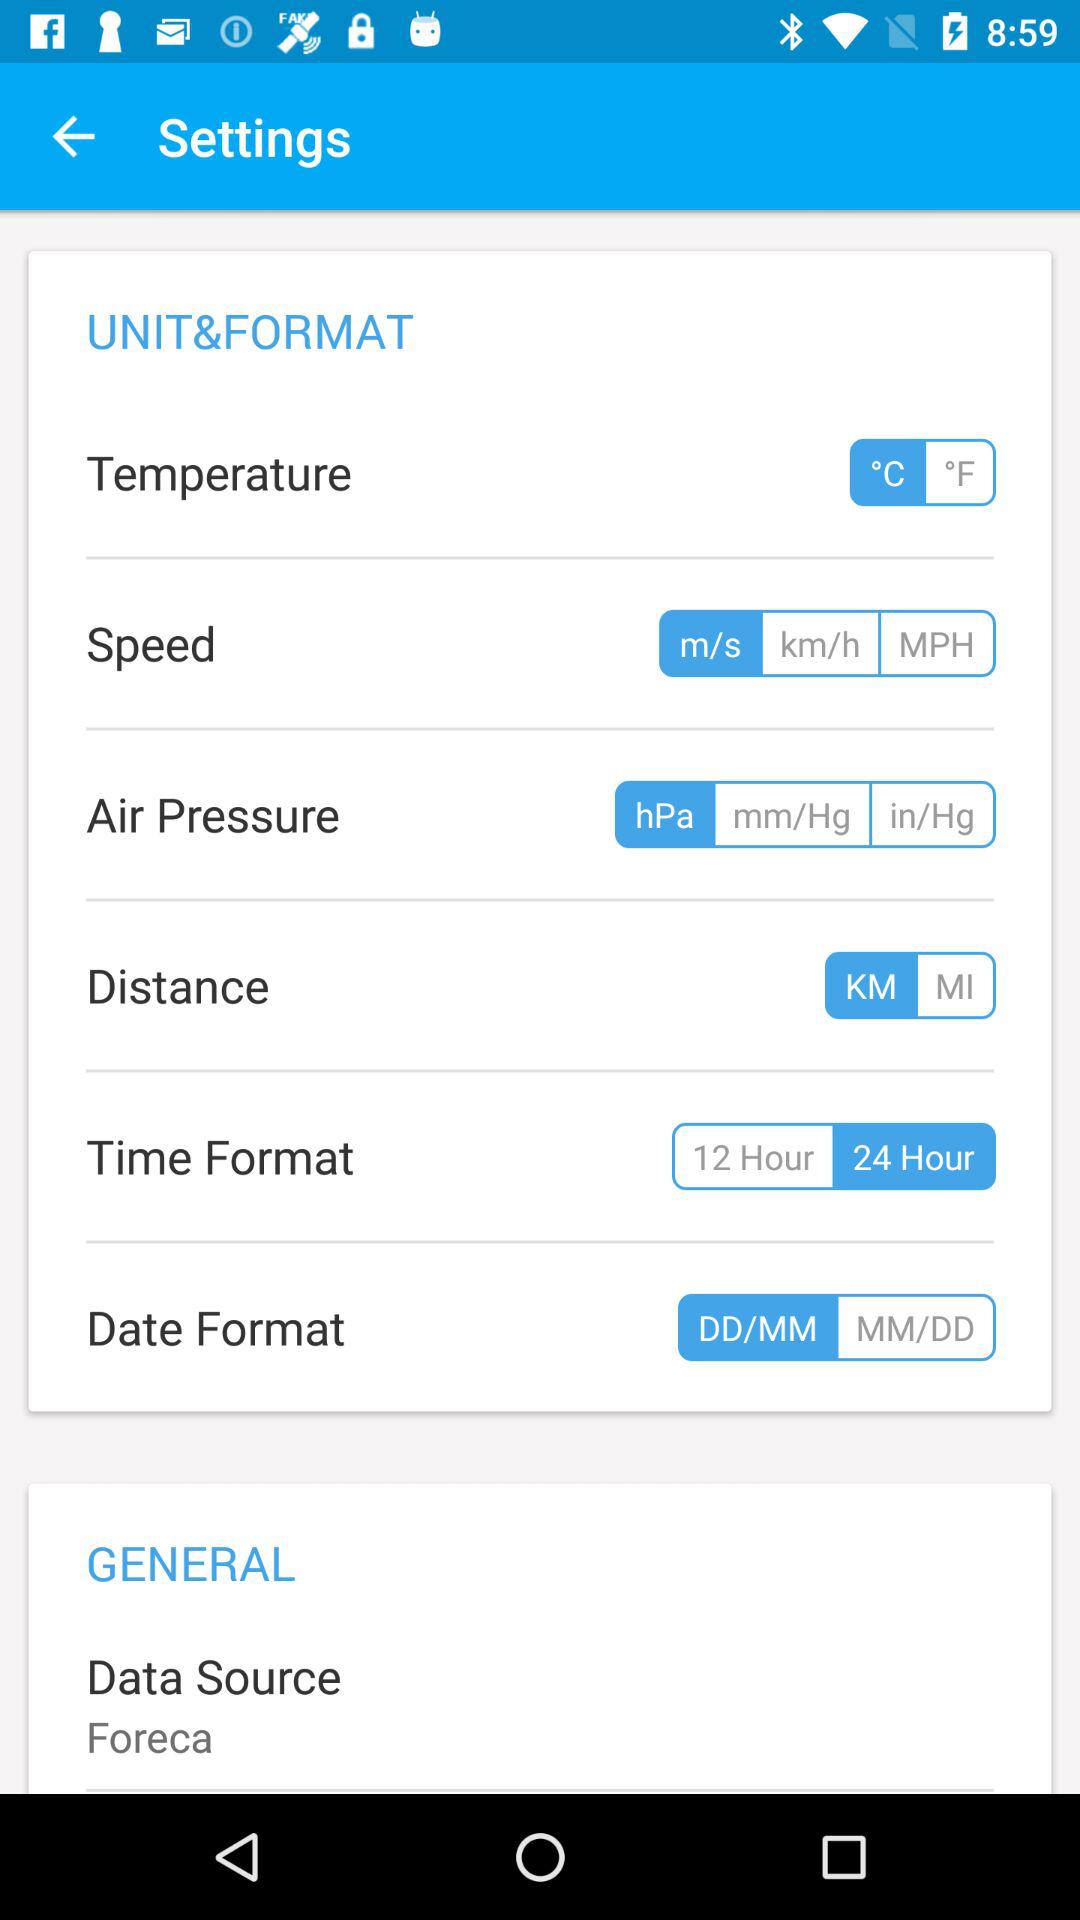 FAKE 8:59
Settings
UNIT&FORMAT
Temperature °C °F
Speed m/s km/h MPH
Air Pressure hPa mm/Hg in/Hg
Distance KM MI
Time Format 12 Hour 24 Hour
Date Format DD/MM MM/DD
GENERAL
Data Source
Foreca